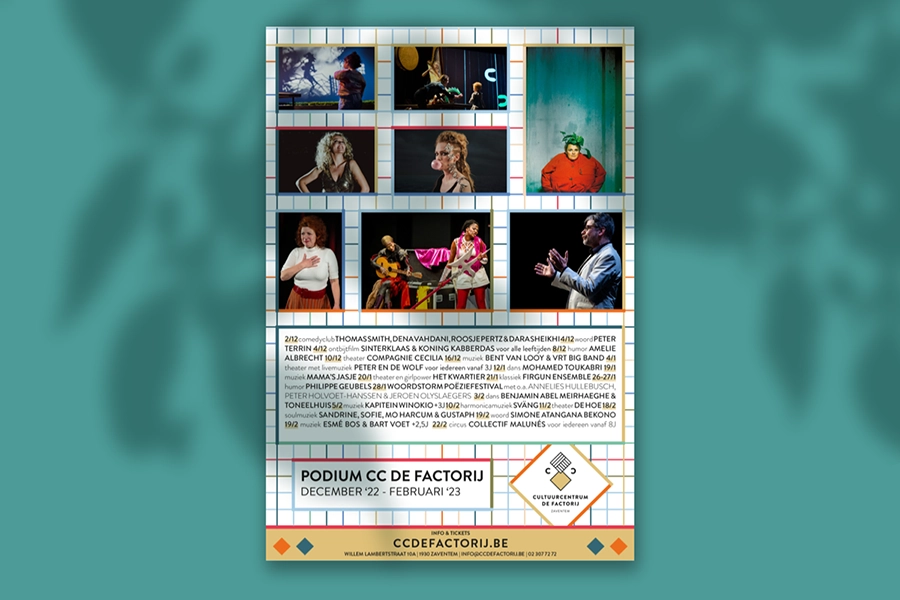 2/12 comedyclub THOMAS SMITH, DENA VAHDANI, ROOSJE PERTZ & DARA SHEIKHI 4/12 woord PETER
TERRIN 4/12 ontbijtfilm SINTERKLAAS & KONING KABBERDAS voor alle leeftijden 8/12 humor AMELIE
ALBRECHT 10/12 theater COMPAGNIE CECILIA 16/12 muziek BENT VAN LOOY & VRT BIG BAND 4/1
theater met livemuziek PETER EN DE WOLF voor iedereen vanaf 3J 12/1 dans MOHAMED TOUKABRI 19/1
muziek MAMA'S JASJE 20/1 theater en girlpower HET KWARTIER 21/1 klassiek FIRGUN ENSEMBLE 26-27/1
humor PHILIPPE GEUBELS 28/1 WOORDSTORM POËZIEFESTIVAL met o.a. ANNELIES HULLEBUSCH,
PETER HOLVOET-HANSSEN & JEROEN OLYSLAEGERS 3/2 dans BENJAMIN ABEL MEIRHAEGHE &
TONEELHUIS 5/2 muziek KAPITEIN WINOKIO +3J 10/2 harmonicamuziek SVÄNG 11/2 theater DE HOE 18/2
soulmuziek SANDRINE, SOFIE, MO HARCUM & GUSTAPH 19/2 woord SIMONE ATANGANA BEKONO
19/2 muziek ESMÉ BOS & BART VOET +2,5J 22/2 circus COLLECTIF MALUNÉS voor iedereen vanaf 8J
PODIUM CC DE FACTORIJ
DECEMBER '22 - FEBRUARI '23
C C
CULTUURCENTRUM
DE FACTORIJ
ZAVENTEM
INFO & TICKETS
CCDEFACTORIJ.BE
WILLEM LAMBERTSTRAAT 10A | 1930 ZAVENTEM | INFO@CCDEFACTORIJ.BE | 02 307 72 72